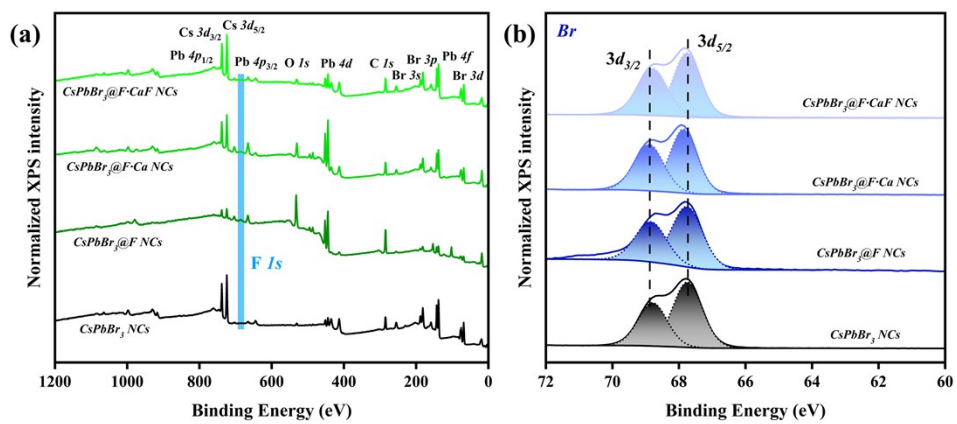 (a)
Normalized XPS intensity
Cs 3d3/2
Cs 3d5/2
Pb 4p1/2
Pb 4p3/2
O 1s
Pb 4d
C 1s
Br 3s
Br 3p
Pb 4f
Br 3d
CsPbBr3@F·CaF NCs
CsPbBr3@F·Ca NCs
CsPbBr3@F NCs
F 1s
CsPbBr3 NCs
1200 1000 800 600 400 200 0
Binding Energy (eV)
(b)
Normalized XPS intensity
Br
3d3/2
3d5/2
CsPbBr3@F·CaF NCs
CsPbBr3@F·Ca NCs
CsPbBr3@F NCs
CsPbBr3 NCs
72 70 68 66 64 62 60
Binding Energy (eV)